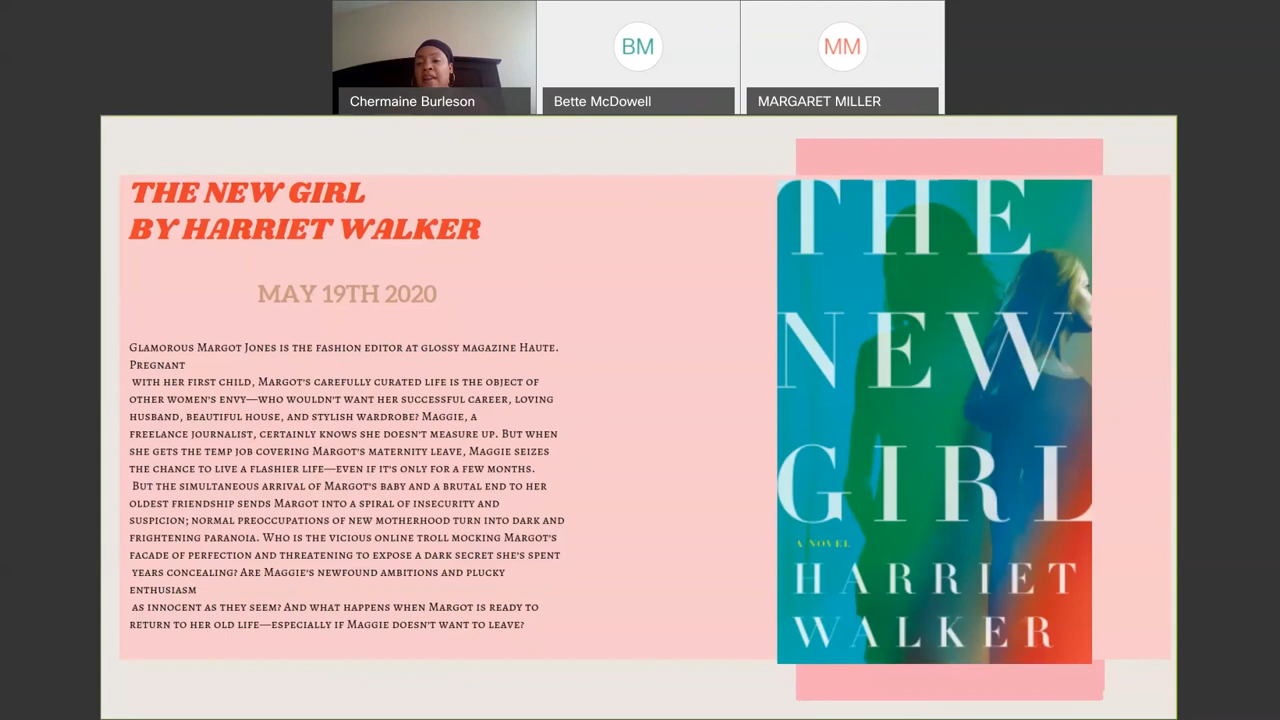 BM
MM
Chermaine Burleson
Bette McDowell
MARGARET MILLER
THE NEW GIRL
BY HARRIET WALKER
MAY 19TH 2020
Glamorous Margot Jones is the fashion editor at glossy magazine Haute.
Pregnant
with her first child, Margot's carefully curated life is the object of
other women's envy—who wouldn't want her successful career, loving
husband, beautiful house, and stylish wardrobe? Maggie, a
freelance journalist, certainly knows she doesn't measure up. But when
she gets the temp job covering Margot's maternity leave, Maggie seizes
the chance to live a flashier life—even if it's only for a few months.
But the simultaneous arrival of Margot's baby and a brutal end to her
oldest friendship sends Margot into a spiral of insecurity and
suspicion; normal preoccupations of new motherhood turn into dark and
frightening paranoia. Who is the vicious online troll mocking Margot's
facade of perfection and threatening to expose a dark secret she's spent
years concealing? Are Maggie's newfound ambitions and plucky
enthusiasm
as innocent as they seem? And what happens when Margot is ready to
return to her old life—especially if Maggie doesn't want to leave?
THE
NEW
GIRL
A NOVEL
HARRIET
WALKER